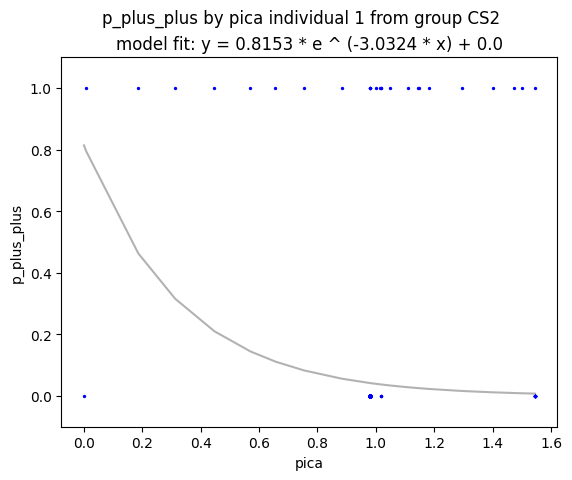 p_plus_plus by pica individual 1 from group CS2
model fit: y = 0.8153 * e ^ (-3.0324 * x) + 0.0
1.0
0.8
0.6
0.4
0.2
0.0
p_plus_plus
0.0 0.2 0.4 0.6 0.8 1.0 1.2 1.4 1.6
pica